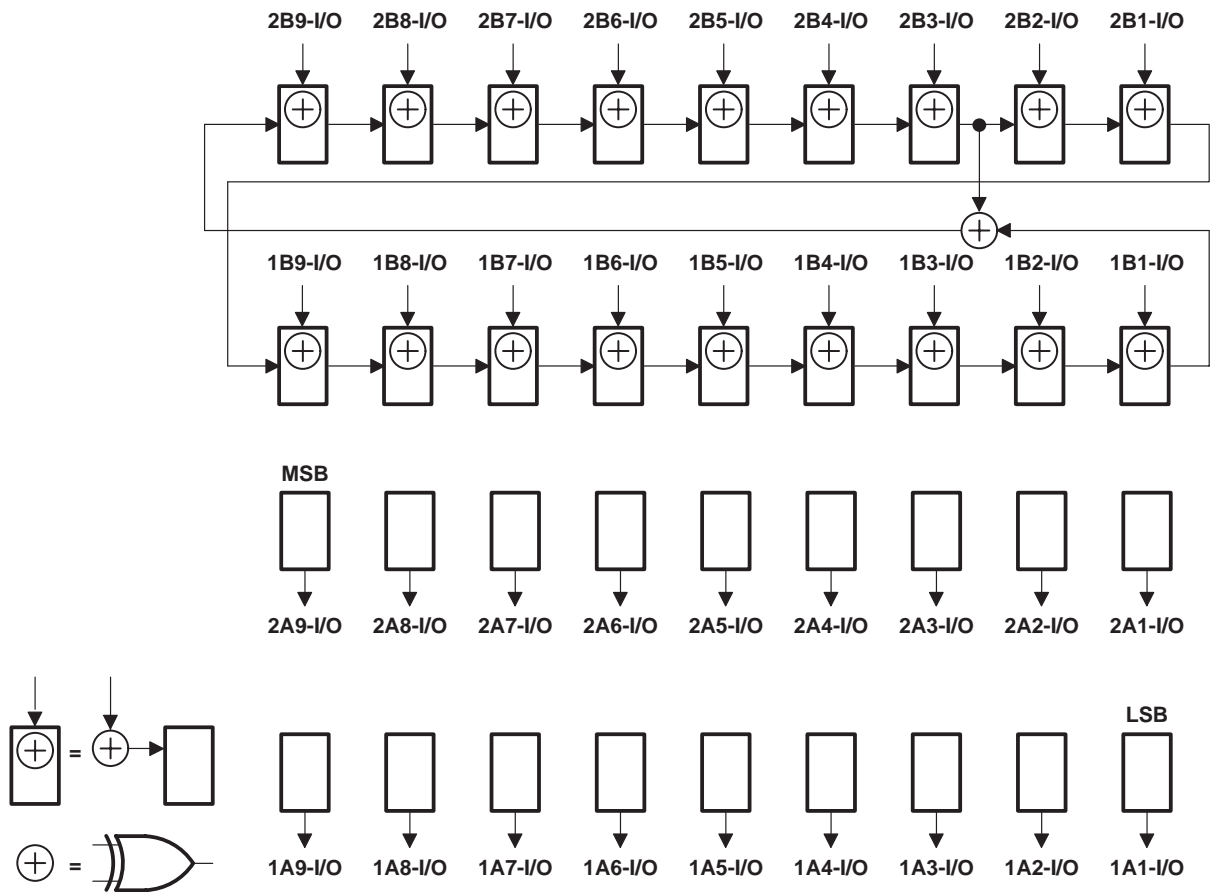 2B9-I/O 2B8-I/O 2B7-I/O 2B6-I/O 2B5-I/O 2B4-I/O 2B3-I/O 2B2-I/O 2B1-I/O
1B9-I/O 1B8-I/O 1B7-I/O 1B6-I/O 1B5-I/O 1B4-I/O 1B3-I/O 1B2-I/O 1B1-I/O
MSB
2A9-I/O 2A8-I/O 2A7-I/O 2A6-I/O 2A5-I/O 2A4-I/O 2A3-I/O 2A2-I/O 2A1-I/O
LSB
=
=
1A9-I/O 1A8-I/O 1A7-I/O 1A6-I/O 1A5-I/O 1A4-I/O 1A3-I/O 1A2-I/O 1A1-I/O